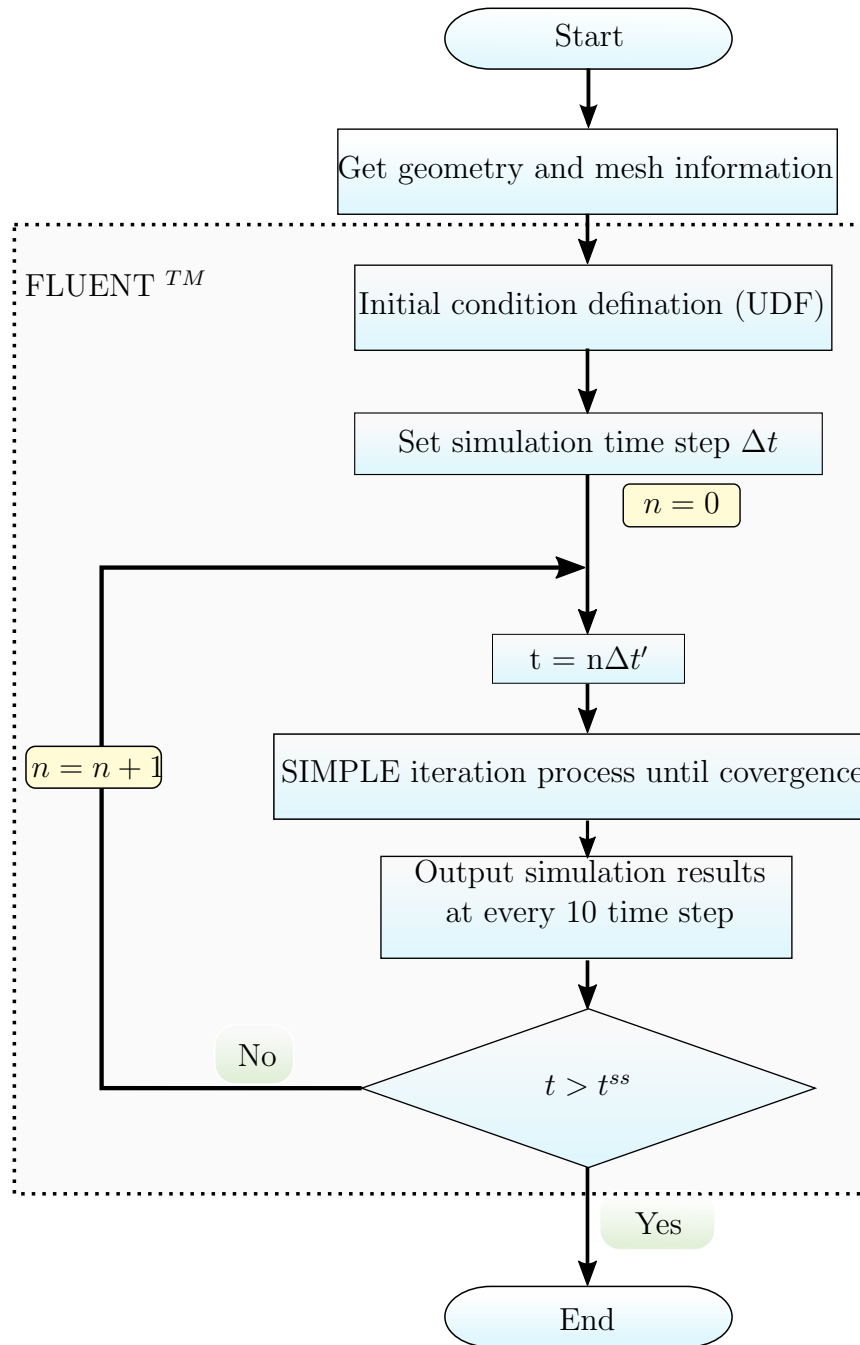 Start
Get geometry and mesh information
FLUENT TM
Initial condition defination (UDF)
Set simulation time step Δt
n = 0
t = nΔt′
n = n + 1
SIMPLE iteration process until covergence
Output simulation results
at every 10 time step
No
t > t^{ss}
Yes
End